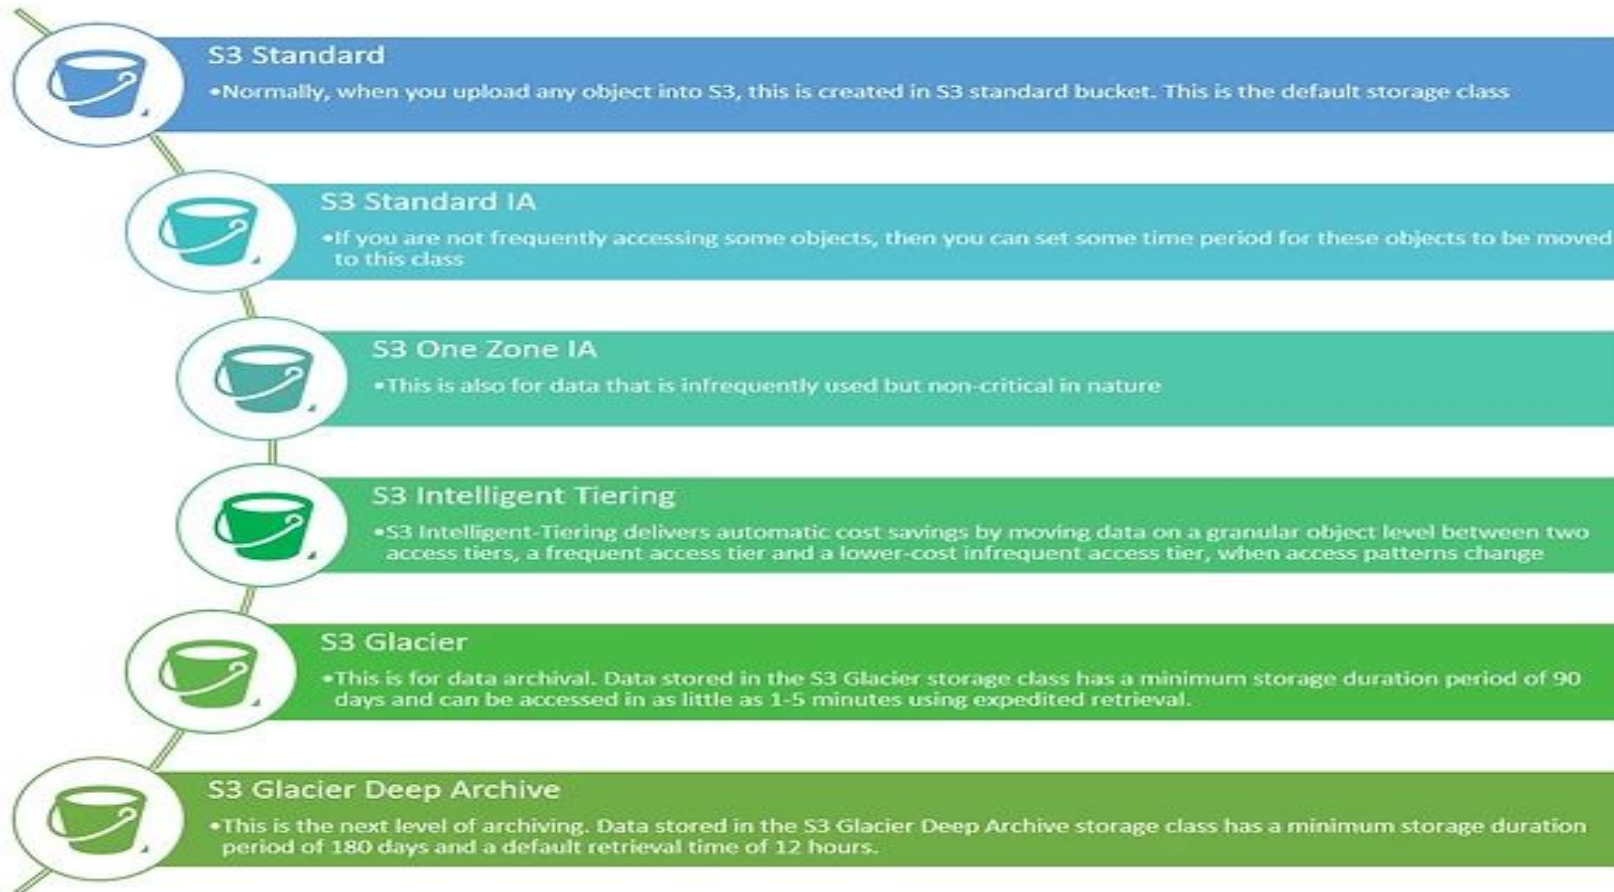 S3 Standard
•Normally, when you upload any object into S3, this is created in S3 standard bucket. This is the default storage class
S3 Standard IA
•If you are not frequently accessing some objects, then you can set some time period for these objects to be moved
to this class
S3 One Zone IA
•This is also for data that is infrequently used but non-critical in nature
S3 Intelligent Tiering
•S3 Intelligent-Tiering delivers automatic cost savings by moving data on a granular object level between two
access tiers, a frequent access tier and a lower-cost infrequent access tier, when access patterns change
S3 Glacier
•This is for data archival. Data stored in the S3 Glacier storage class has a minimum storage duration period of 90
days and can be accessed in as little as 1-5 minutes using expedited retrieval.
S3 Glacier Deep Archive
•This is the next level of archiving. Data stored in the S3 Glacier Deep Archive storage class has a minimum storage duration
period of 180 days and a default retrieval time of 12 hours.